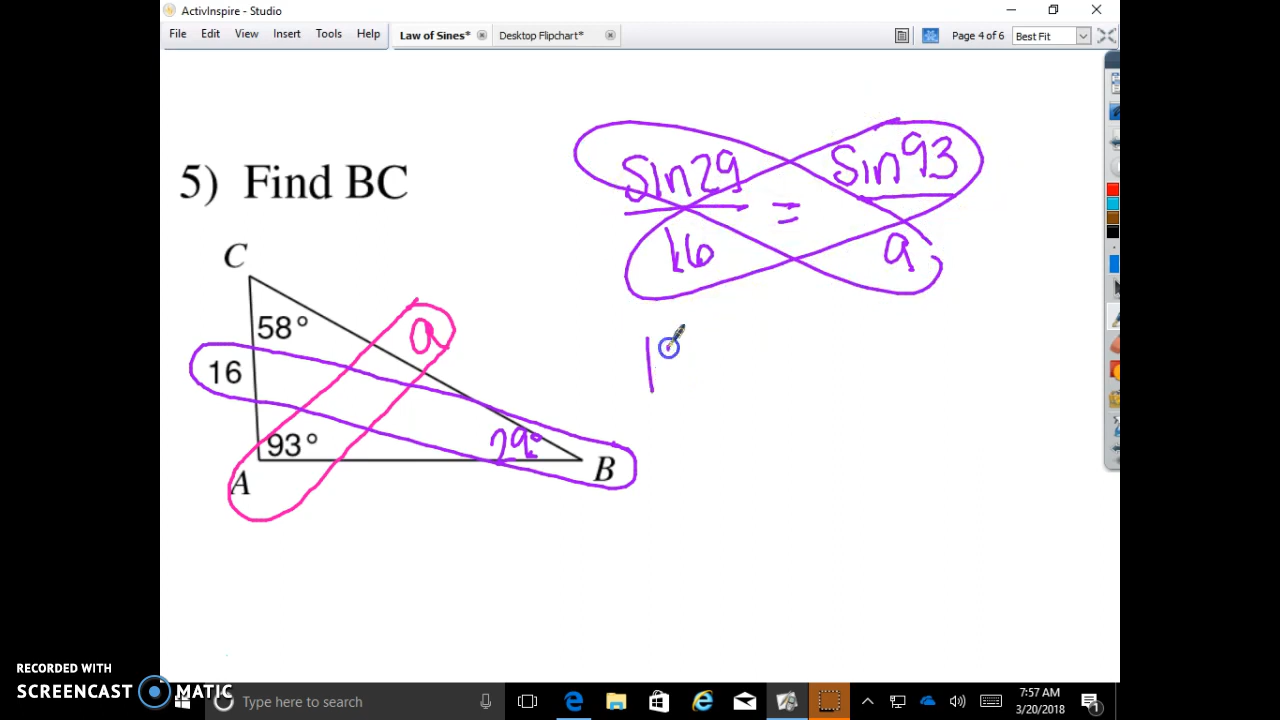 ActivInspire - Studio
File Edit View Insert Tools Help Law of Sines* Desktop Flipchart* Page 4 of 6 Best Fit
5) Find BC
Sin29 = Sin93
16 a
C
58°
a
16
93°
29°
A
B
1
RECORDED WITH
SCREENCAST MATIC
Type here to search
7:57 AM
3/20/2018
1